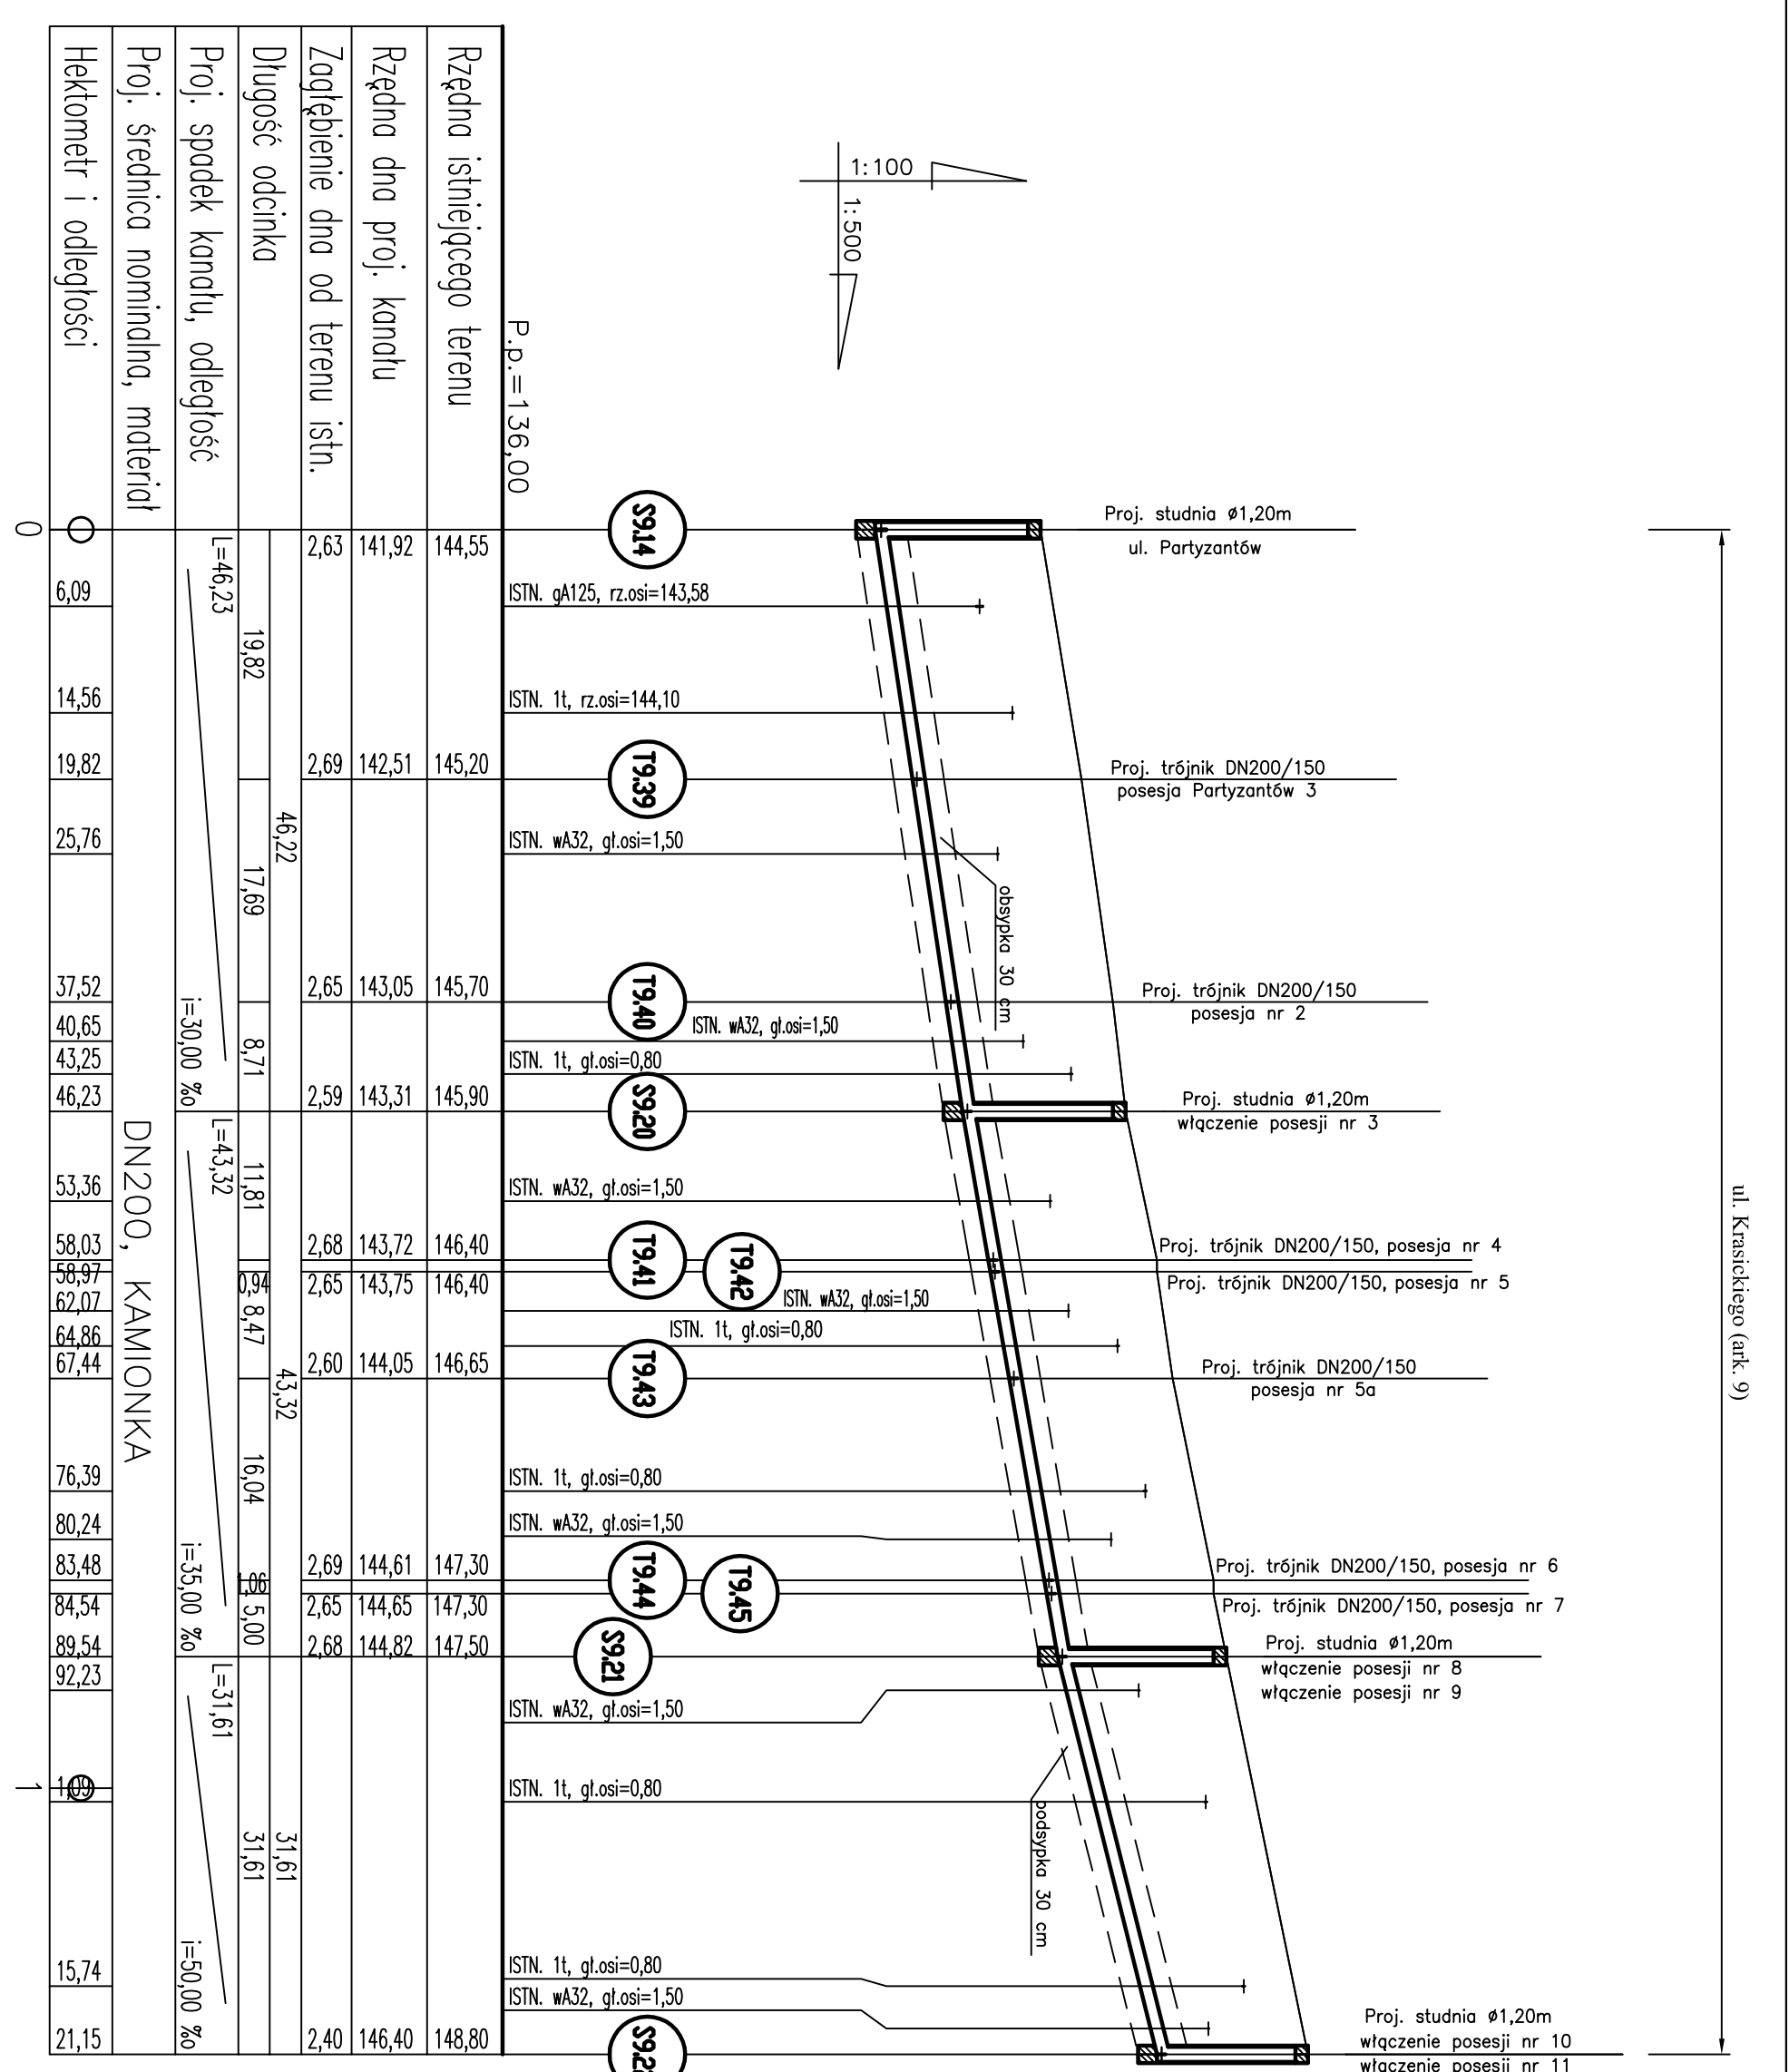 ul. Krasickiego (ark. 9)
1:100
1:500
P.p.=136,00
Proj. studnia ø1,20m
ul. Partyzantów
Proj. trójnik DN200/150
posesja Partyzantów 3
Proj. trójnik DN200/150
posesja nr 2
Proj. studnia ø1,20m
włączenie posesji nr 3
Proj. trójnik DN200/150, posesja nr 4
Proj. trójnik DN200/150, posesja nr 5
Proj. trójnik DN200/150
posesja nr 5a
Proj. trójnik DN200/150, posesja nr 6
Proj. trójnik DN200/150, posesja nr 7
Proj. studnia ø1,20m
włączenie posesji nr 8
włączenie posesji nr 9
Proj. studnia ø1,20m
włączenie posesji nr 10
włączenie posesji nr 11
obsypka 30 cm
podsypka 30 cm
S9.14
ISTN. gA125, rz.osi=143,58
ISTN. 1t, rz.osi=144,10
T9.39
ISTN. wA32, gł.osi=1,50
T9.40
ISTN. wA32, gł.osi=1,50
ISTN. 1t, gł.osi=0,80
S9.20
ISTN. wA32, gł.osi=1,50
T9.41
T9.42
ISTN. wA32, gł.osi=1,50
ISTN. 1t, gł.osi=0,80
T9.43
ISTN. 1t, gł.osi=0,80
ISTN. wA32, gł.osi=1,50
T9.44
T9.45
S9.21
ISTN. wA32, gł.osi=1,50
ISTN. 1t, gł.osi=0,80
ISTN. 1t, gł.osi=0,80
ISTN. wA32, gł.osi=1,50
Rzędna istniejącego terenu
144,55
145,20
145,70
145,90
146,40
146,40
146,65
147,30
147,30
147,50
148,80
Rzędna dna proj. kanału
141,92
142,51
143,05
143,31
143,72
143,75
144,05
144,61
144,65
144,82
146,40
Zagłębienie dna od terenu istn.
2,63
2,69
2,65
2,59
2,68
2,65
2,60
2,69
2,65
2,68
2,40
Długość odcinka
46,22
43,32
31,61
19,82
17,69
8,71
11,81
0,94
8,47
16,04
1,06
5,00
31,61
Proj. spadek kanału, odległość
L=46,23
i=30,00 ‰
L=43,32
i=35,00 ‰
L=31,61
i=50,00 ‰
Proj. średnica nominalna, materiał
DN200, KAMIONKA
Hektometr i odległości
6,09
14,56
19,82
25,76
37,52
40,65
43,25
46,23
53,36
58,03
58,97
62,07
64,86
67,44
76,39
80,24
83,48
84,54
89,54
92,23
1,09
15,74
21,15
0
1